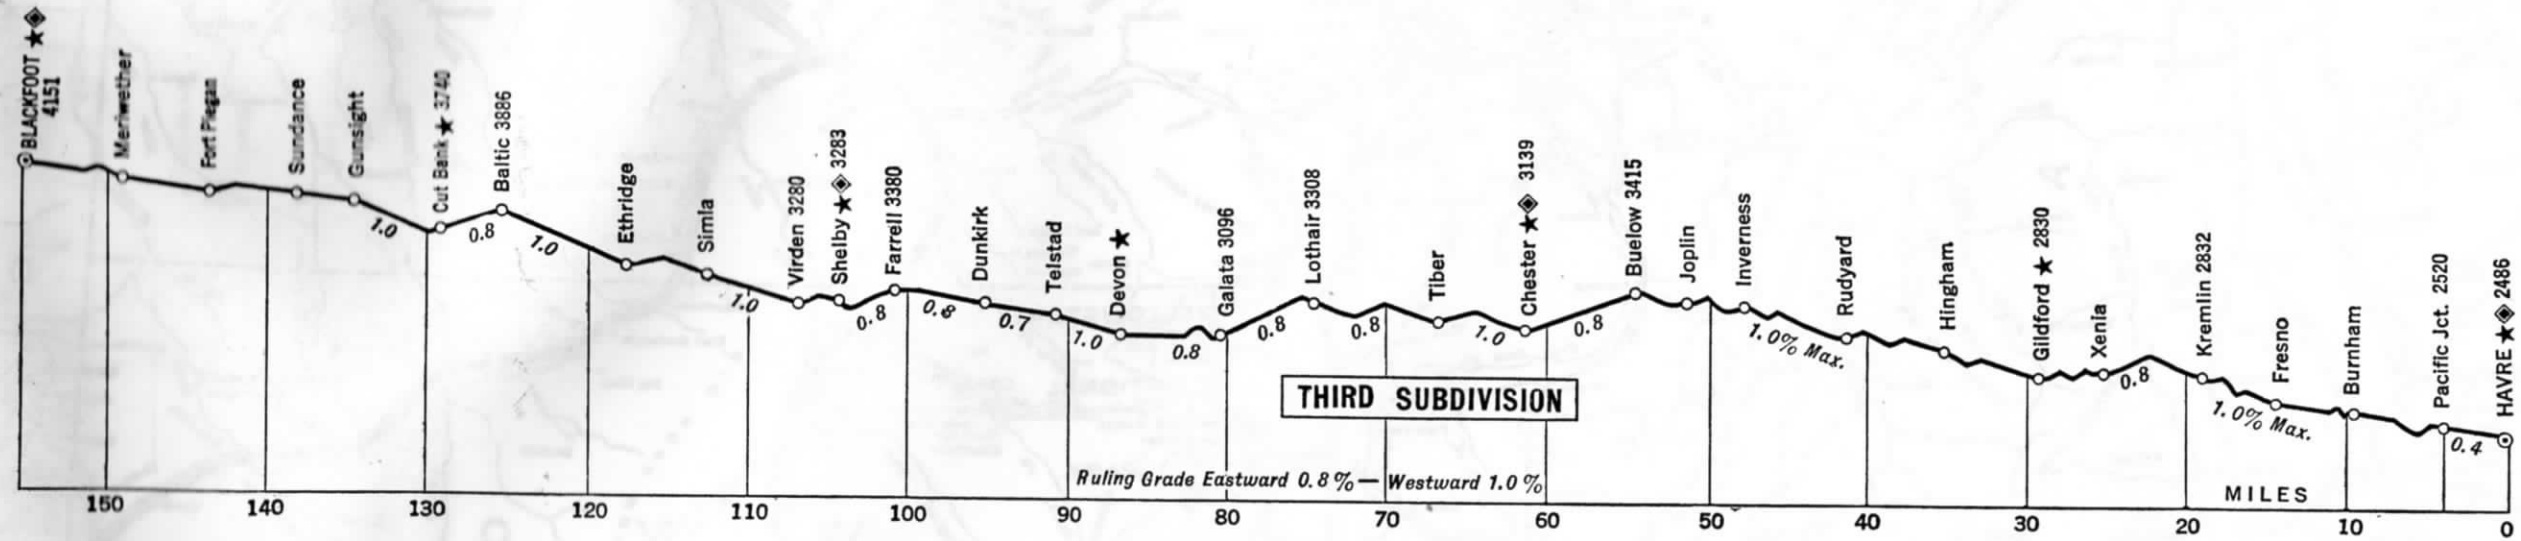 BLACKFOOT ★◈
4151
Meriwether
Fort Piegan
Sundance
Gunsight
Cut Bank ★ 3740
Baltic 3886
Ethridge
Simla
Virden 3280
Shelby ★◈ 3283
Farrell 3380
Dunkirk
Telstad
Devon ★
Galata 3096
Lothair 3308
Tiber
Chester ★◈ 3139
Buelow 3415
Joplin
Inverness
Rudyard
Hingham
Gildford ★ 2830
Xenia
Kremlin 2832
Fresno
Burnham
Pacific Jct. 2520
HAVRE ★◈ 2486
1.0
0.8
1.0
1.0
0.8
0.8
0.7
1.0
0.8
0.8
0.8
1.0
0.8
1.0% Max.
0.8
1.0% Max.
0.4
THIRD SUBDIVISION
Ruling Grade Eastward 0.8% — Westward 1.0%
MILES
150 140 130 120 110 100 90 80 70 60 50 40 30 20 10 0